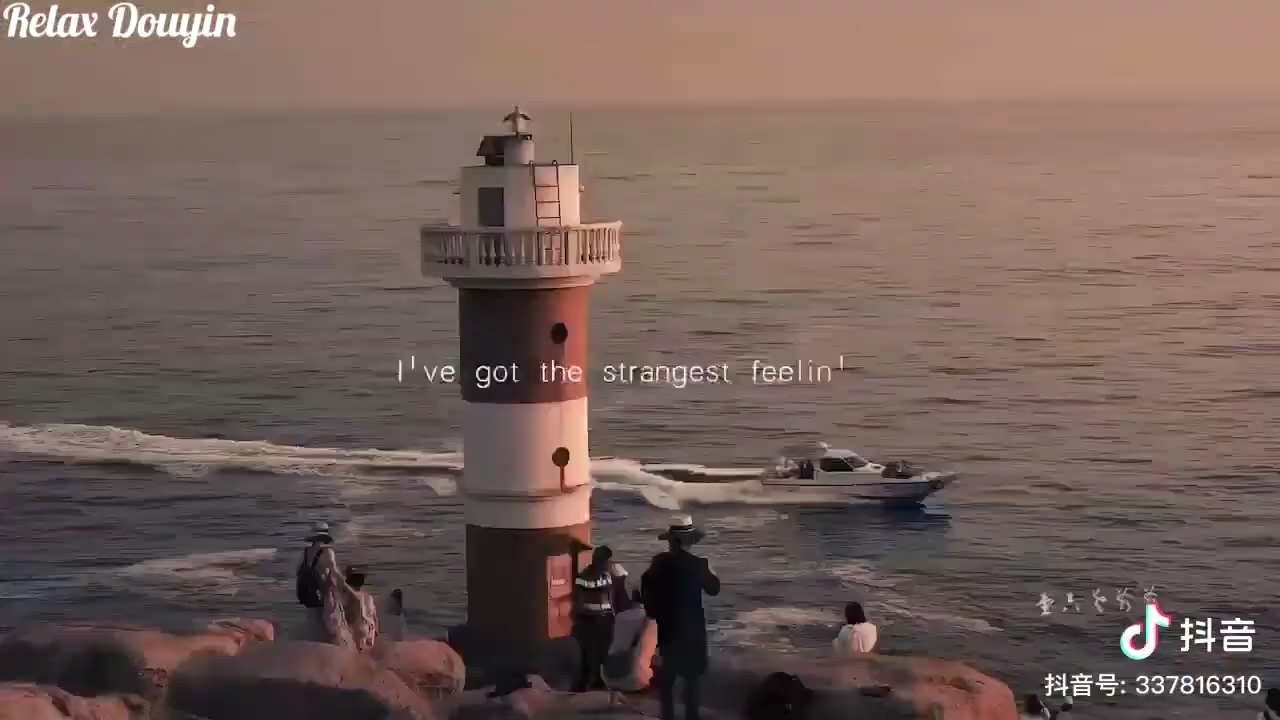 Relax Douyin
I've got the strangest feelin'
抖音
抖音号: 337816310